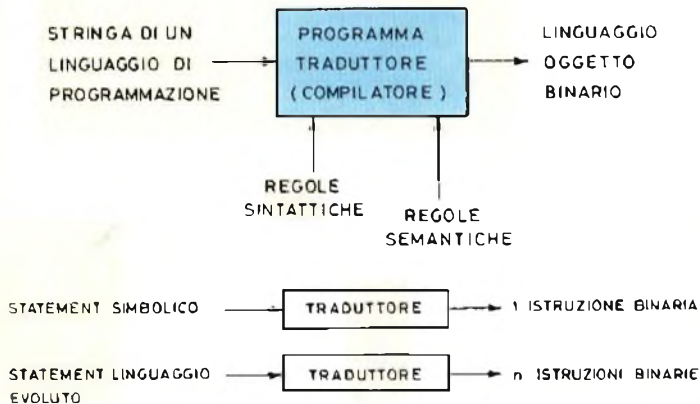 STRINGA DI UN
LINGUAGGIO DI
PROGRAMMAZIONE
PROGRAMMA
TRADUTTORE
(COMPILATORE)
LINGUAGGIO
OGGETTO
BINARIO
REGOLE
SINTATTICHE
REGOLE
SEMANTICHE
STATEMENT SIMBOLICO
TRADUTTORE
1 ISTRUZIONE BINARIA
STATEMENT LINGUAGGIO
EVOLUTO
TRADUTTORE
n ISTRUZIONI BINARIE